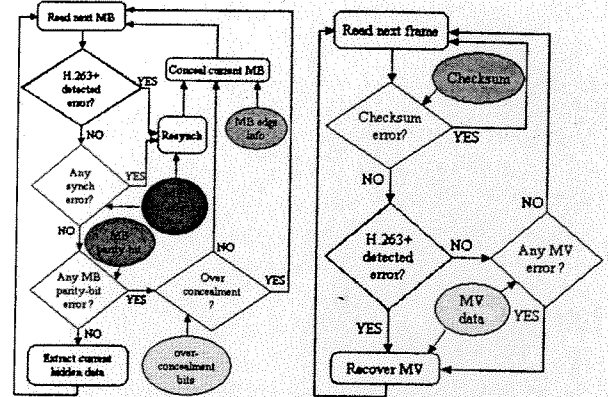 Read next MB
H.263+
detected
error?
YES
NO
Conceal current MB
MB edge
info
Resynch
Any
synch
error?
YES
NO
MB
parity-bit
Any MB
parity-bit
error ?
YES
NO
Over
concealment
?
NO
YES
over-
concealment
bits
Extract current
hidden data
Read next frame
Checksum
Checksum
error?
YES
NO
H.263+
detected
error?
NO
YES
Any MV
error ?
NO
YES
MV
data
Recover MV